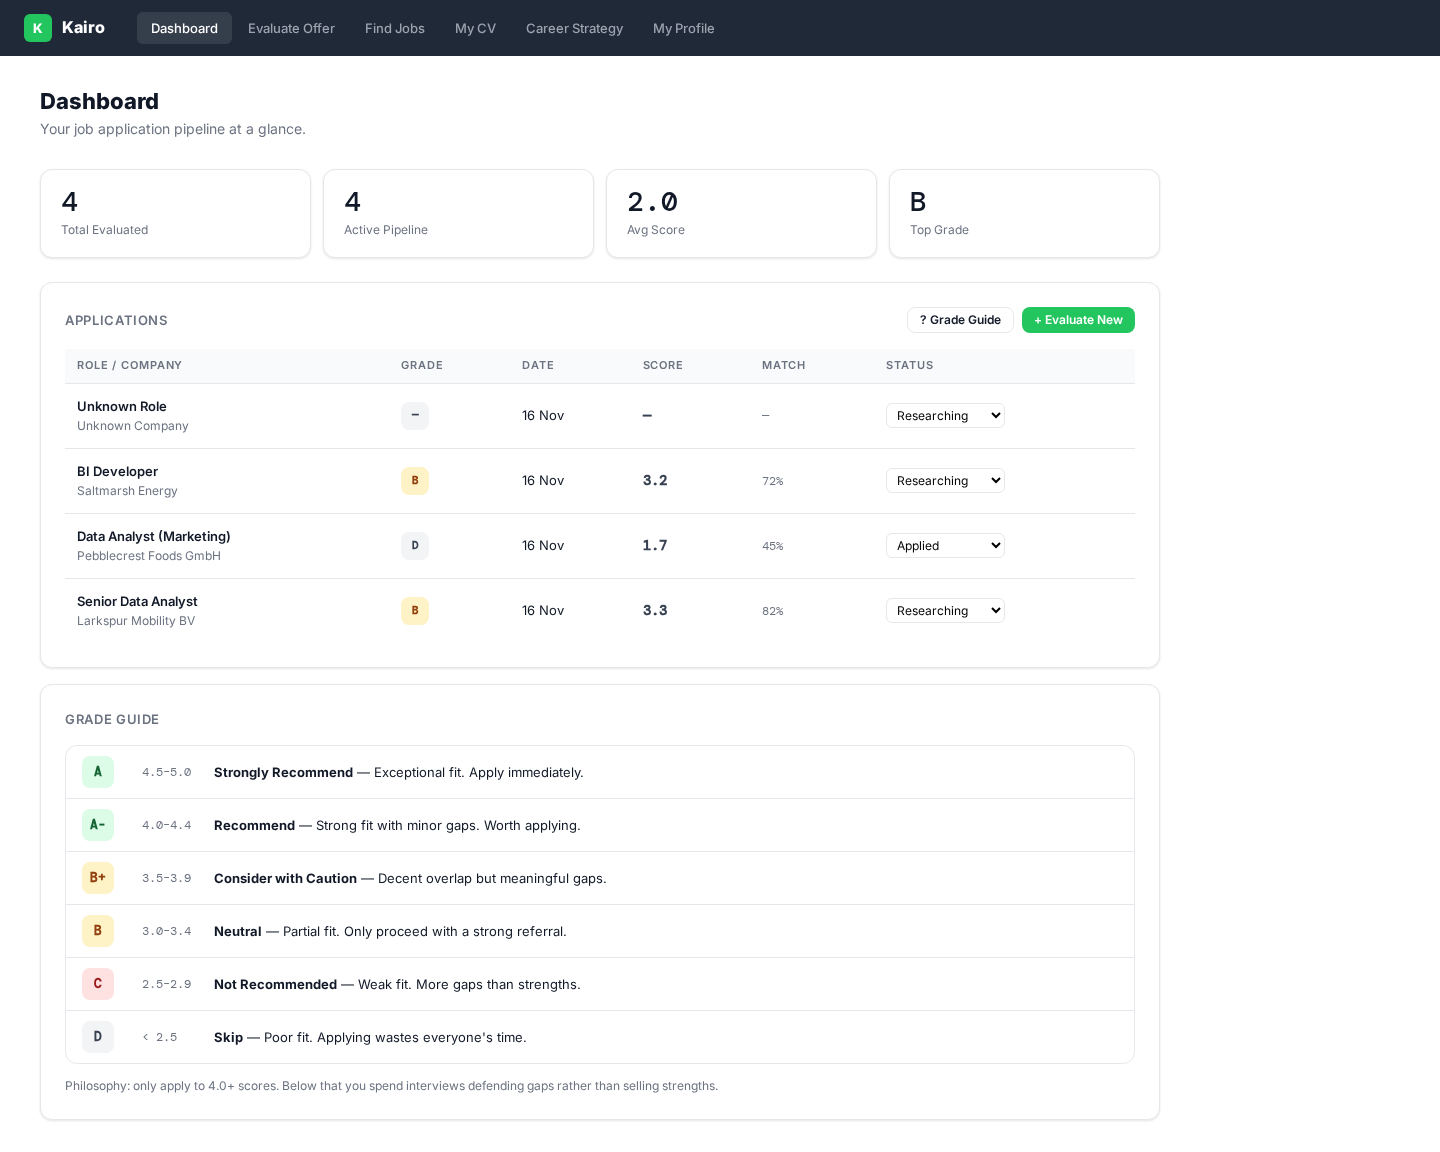 K Kairo Dashboard Evaluate Offer Find Jobs My CV Career Strategy My Profile
Dashboard
Your job application pipeline at a glance.
4 4 2.0 B
Total Evaluated Active Pipeline Avg Score Top Grade
APPLICATIONS ? Grade Guide + Evaluate New
ROLE / COMPANY GRADE DATE SCORE MATCH STATUS
Unknown Role
Unknown Company
— 16 Nov — — Researching
BI Developer
Saltmarsh Energy
B 16 Nov 3.2 72% Researching
Data Analyst (Marketing)
Pebblecrest Foods GmbH
D 16 Nov 1.7 45% Applied
Senior Data Analyst
Larkspur Mobility BV
B 16 Nov 3.3 82% Researching
GRADE GUIDE
A 4.5–5.0 Strongly Recommend — Exceptional fit. Apply immediately.
A- 4.0–4.4 Recommend — Strong fit with minor gaps. Worth applying.
B+ 3.5–3.9 Consider with Caution — Decent overlap but meaningful gaps.
B 3.0–3.4 Neutral — Partial fit. Only proceed with a strong referral.
C 2.5–2.9 Not Recommended — Weak fit. More gaps than strengths.
D < 2.5 Skip — Poor fit. Applying wastes everyone's time.
Philosophy: only apply to 4.0+ scores. Below that you spend interviews defending gaps rather than selling strengths.